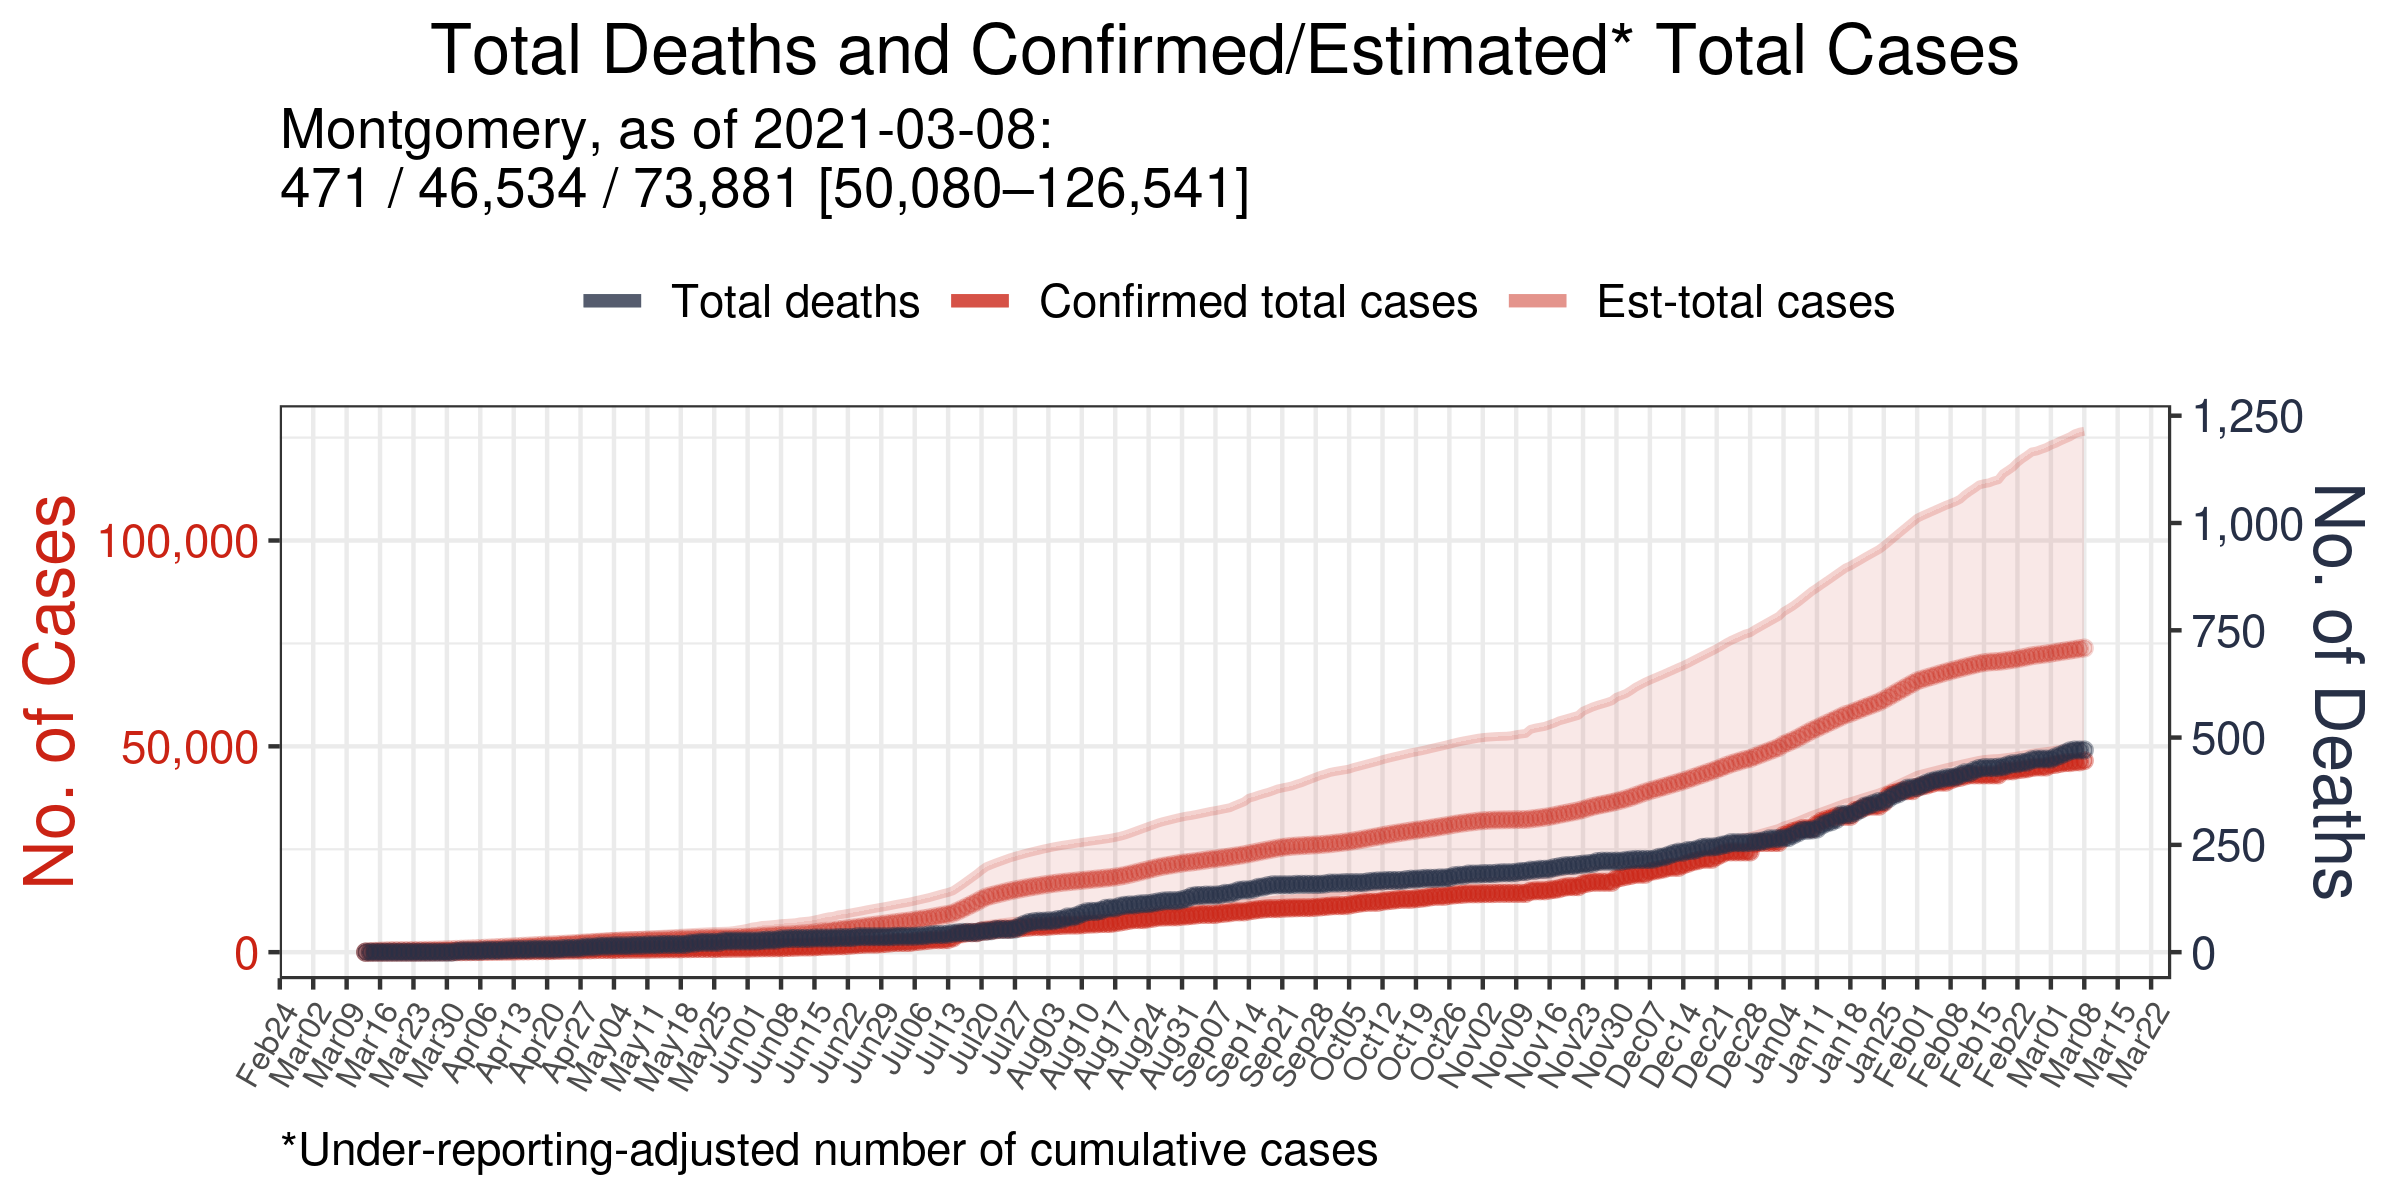 Total Deaths and Confirmed/Estimated* Total Cases
Montgomery, as of 2021-03-08:
471 / 46,534 / 73,881 [50,080–126,541]
Total deaths
Confirmed total cases
Est-total cases
No. of Cases
100,000
50,000
0
1,250
1,000
750
500
250
0
No. of Deaths
Feb24
Mar02
Mar09
Mar16
Mar23
Mar30
Apr06
Apr13
Apr20
Apr27
May04
May11
May18
May25
Jun01
Jun08
Jun15
Jun22
Jun29
Jul06
Jul13
Jul20
Jul27
Aug03
Aug10
Aug17
Aug24
Aug31
Sep07
Sep14
Sep21
Sep28
Oct05
Oct12
Oct19
Oct26
Nov02
Nov09
Nov16
Nov23
Nov30
Dec07
Dec14
Dec21
Dec28
Jan04
Jan11
Jan18
Jan25
Feb01
Feb08
Feb15
Feb22
Mar01
Mar08
Mar15
Mar22
*Under-reporting-adjusted number of cumulative cases